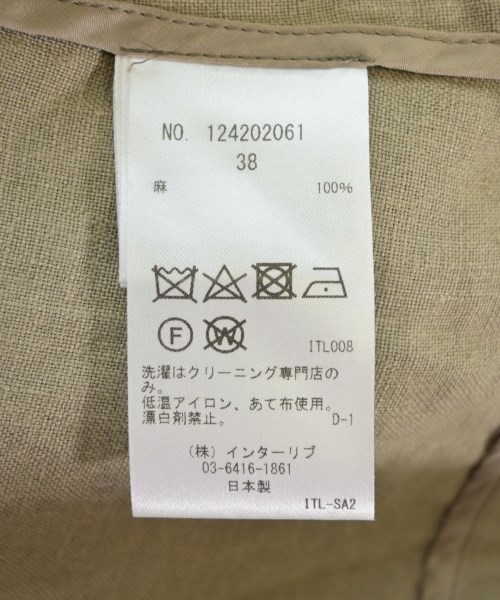 NO. 124202061
38
麻 100%
F W
ITL008
洗濯はクリーニング専門店の
み。
低温アイロン、あて布使用。
漂白剤禁止。 D-1
(株)インターリブ
03-6416-1861
日本製
ITL-SA2